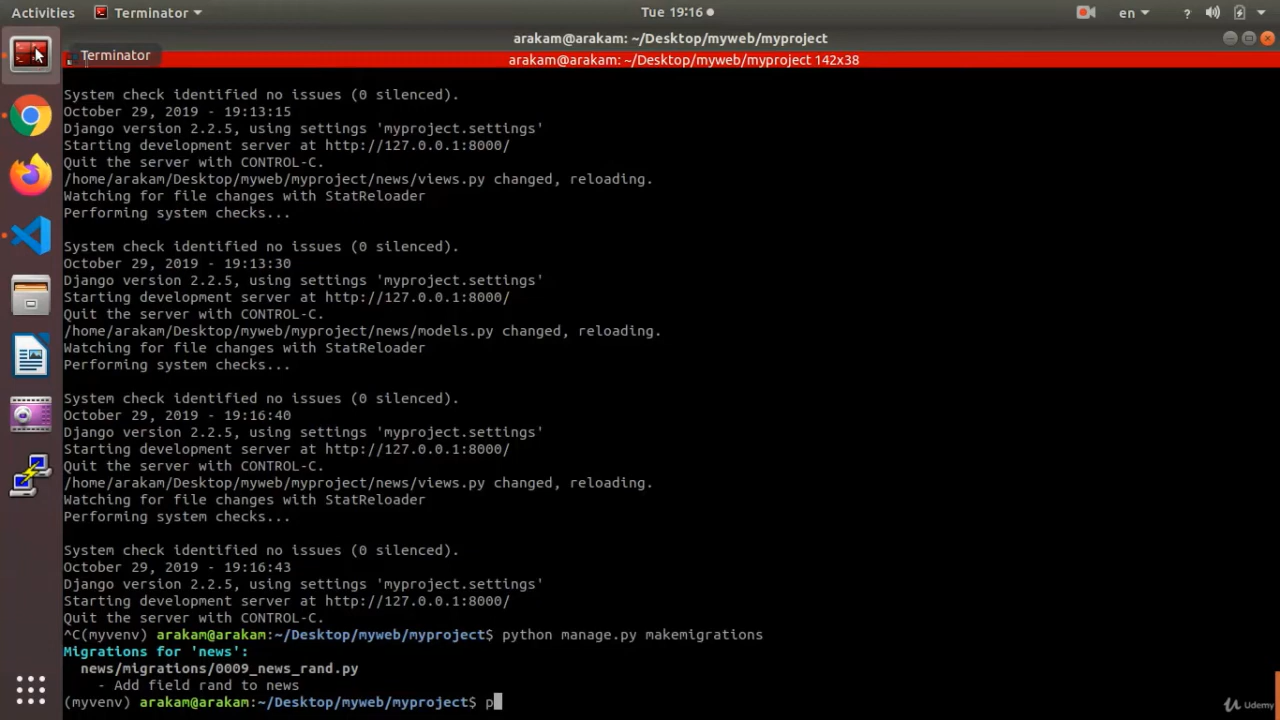 Activities Terminator Tue 19:16 en ?
arakam@arakam: ~/Desktop/myweb/myproject
Terminator arakam@arakam: ~/Desktop/myweb/myproject 142x38
System check identified no issues (0 silenced).
October 29, 2019 - 19:13:15
Django version 2.2.5, using settings 'myproject.settings'
Starting development server at http://127.0.0.1:8000/
Quit the server with CONTROL-C.
/home/arakam/Desktop/myweb/myproject/news/views.py changed, reloading.
Watching for file changes with StatReloader
Performing system checks...
System check identified no issues (0 silenced).
October 29, 2019 - 19:13:30
Django version 2.2.5, using settings 'myproject.settings'
Starting development server at http://127.0.0.1:8000/
Quit the server with CONTROL-C.
/home/arakam/Desktop/myweb/myproject/news/models.py changed, reloading.
Watching for file changes with StatReloader
Performing system checks...
System check identified no issues (0 silenced).
October 29, 2019 - 19:16:40
Django version 2.2.5, using settings 'myproject.settings'
Starting development server at http://127.0.0.1:8000/
Quit the server with CONTROL-C.
/home/arakam/Desktop/myweb/myproject/news/views.py changed, reloading.
Watching for file changes with StatReloader
Performing system checks...
System check identified no issues (0 silenced).
October 29, 2019 - 19:16:43
Django version 2.2.5, using settings 'myproject.settings'
Starting development server at http://127.0.0.1:8000/
Quit the server with CONTROL-C.
^C(myvenv) arakam@arakam:~/Desktop/myweb/myproject$ python manage.py makemigrations
Migrations for 'news':
news/migrations/0009_news_rand.py
- Add field rand to news
(myvenv) arakam@arakam:~/Desktop/myweb/myproject$ p
Udemy